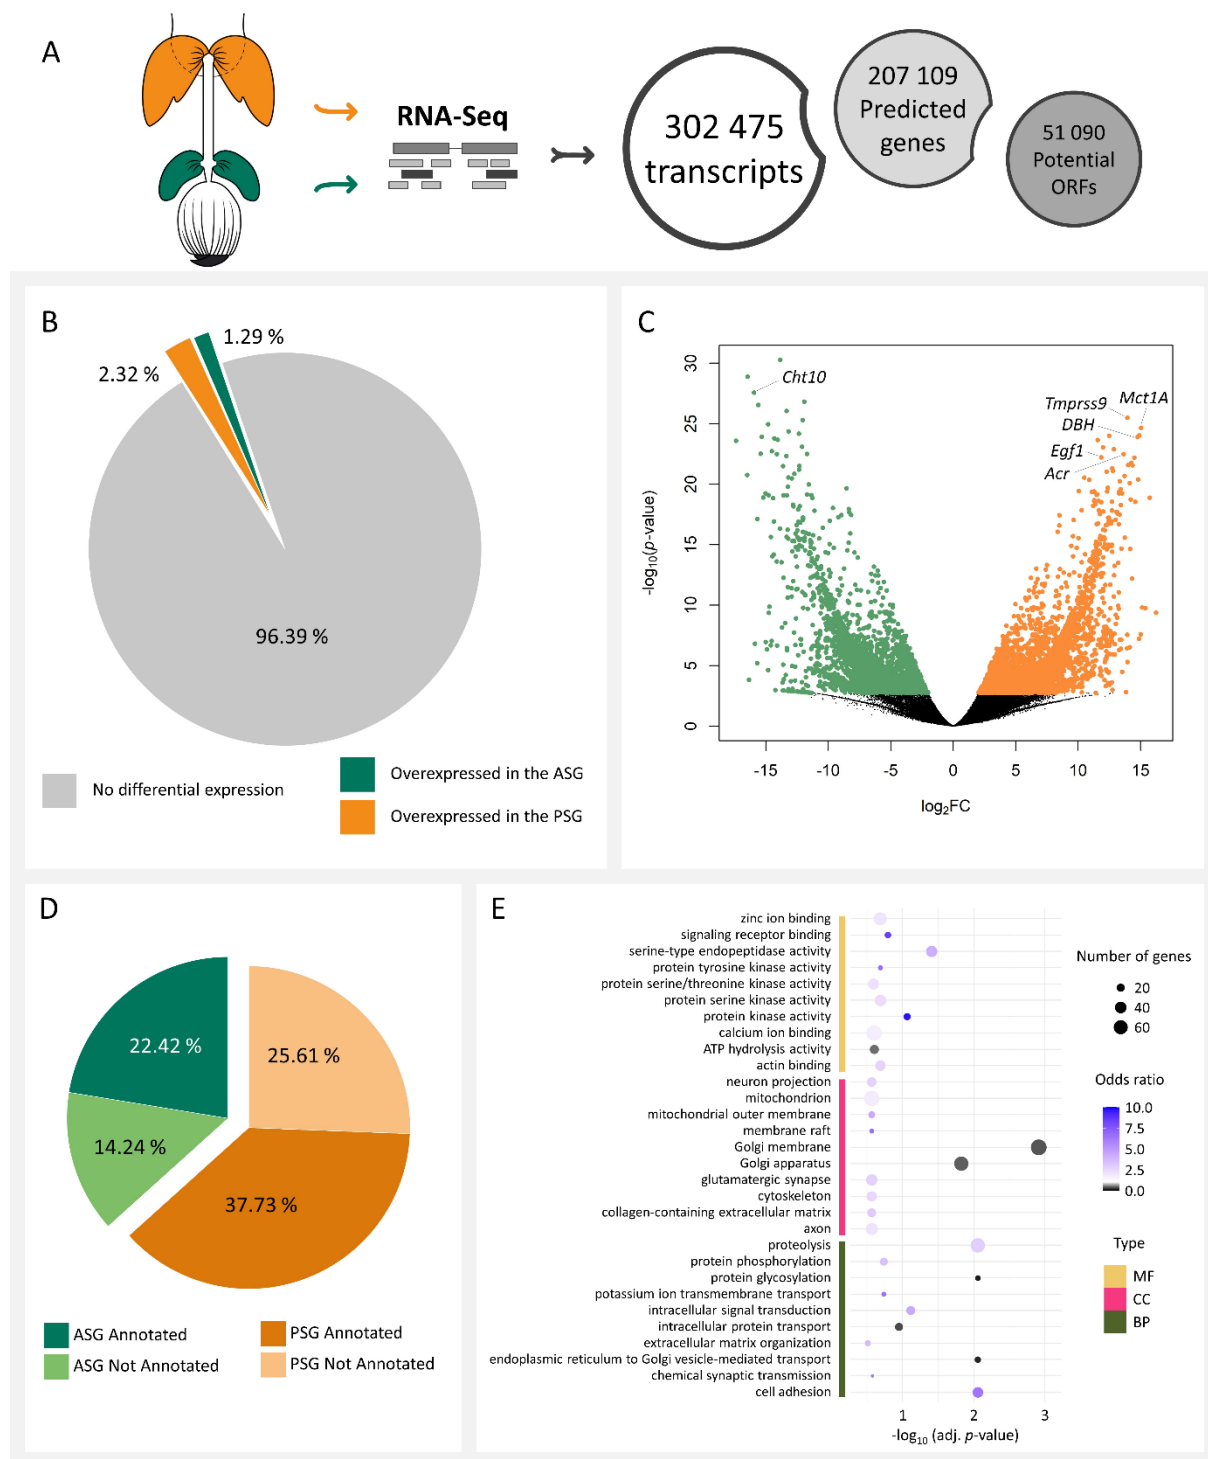 A
RNA-Seq
302 475
transcripts
207 109
Predicted
genes
51 090
Potential
ORFs
B
1.29 %
2.32 %
96.39 %
No differential expression
Overexpressed in the ASG
Overexpressed in the PSG
C
30
25
20
15
10
5
0
-log10(p-value)
Cht10
Tmprss9
Mct1A
DBH
Egf1
Acr
-15
-10
-5
0
5
10
15
log2FC
D
22.42 %
25.61 %
14.24 %
37.73 %
ASG Annotated
PSG Annotated
ASG Not Annotated
PSG Not Annotated
E
zinc ion binding
signaling receptor binding
serine-type endopeptidase activity
protein tyrosine kinase activity
protein serine/threonine kinase activity
protein serine kinase activity
protein kinase activity
calcium ion binding
ATP hydrolysis activity
actin binding
neuron projection
mitochondrion
mitochondrial outer membrane
membrane raft
Golgi membrane
Golgi apparatus
glutamatergic synapse
cytoskeleton
collagen-containing extracellular matrix
axon
proteolysis
protein phosphorylation
protein glycosylation
potassium ion transmembrane transport
intracellular signal transduction
intracellular protein transport
extracellular matrix organization
endoplasmic reticulum to Golgi vesicle-mediated transport
chemical synaptic transmission
cell adhesion
1
2
3
-log10 (adj. p-value)
Number of genes
20
40
60
Odds ratio
10.0
7.5
5.0
2.5
0.0
Type
MF
CC
BP